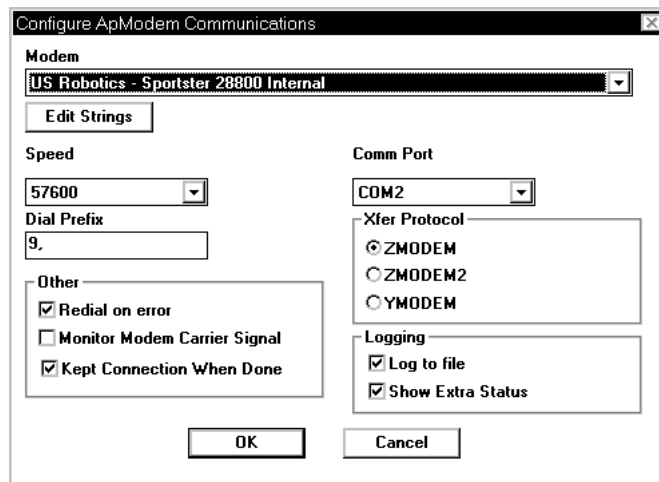 Configure ApModem Communications
Modem
US Robotics - Sportster 28800 Internal
Edit Strings
Speed
Comm Port
57600
COM2
Dial Prefix
9,
Xfer Protocol
ZMODEM
ZMODEM2
YMODEM
Other
Redial on error
Monitor Modem Carrier Signal
Kept Connection When Done
Logging
Log to file
Show Extra Status
OK
Cancel